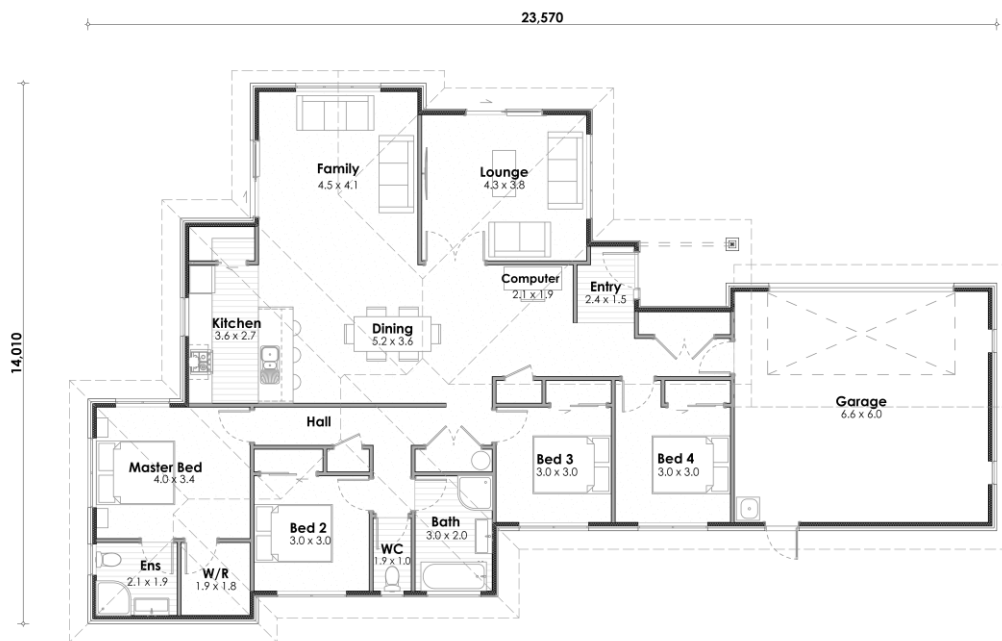 23,570
14,010
Family
4.5 x 4.1
Lounge
4.3 x 3.8
Computer
2.1 x 1.9
Entry
2.4 x 1.5
Kitchen
3.6 x 2.7
Dining
5.2 x 3.6
Garage
6.6 x 6.0
Hall
Master Bed
4.0 x 3.4
Bed 3
3.0 x 3.0
Bed 4
3.0 x 3.0
Bed 2
3.0 x 3.0
Bath
3.0 x 2.0
WC
1.9 x 1.0
Ens
2.1 x 1.9
W/R
1.9 x 1.8